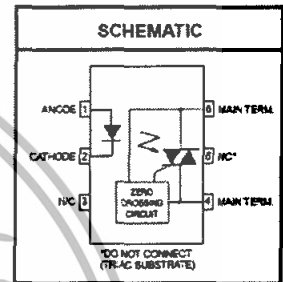 SCHEMATIC
ANODE 1
6 MAIN TERM.
CATHODE 2
5 NC*
N/C 3
ZERO
CROSSING
CIRCUIT
4 MAIN TERM.
*DO NOT CONNECT
(TRIAC SUBSTRATE)